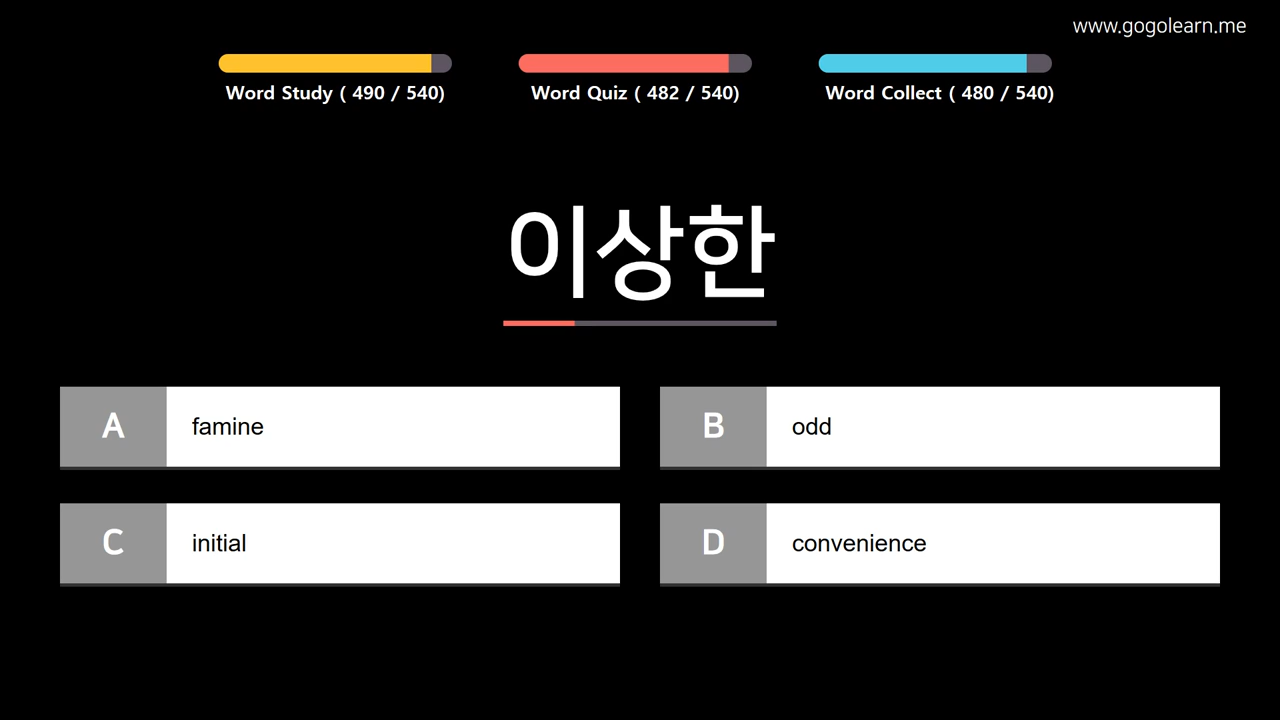 www.gogolearn.me
Word Study ( 490 / 540)
Word Quiz ( 482 / 540)
Word Collect ( 480 / 540)
이상한
A famine
B odd
C initial
D convenience